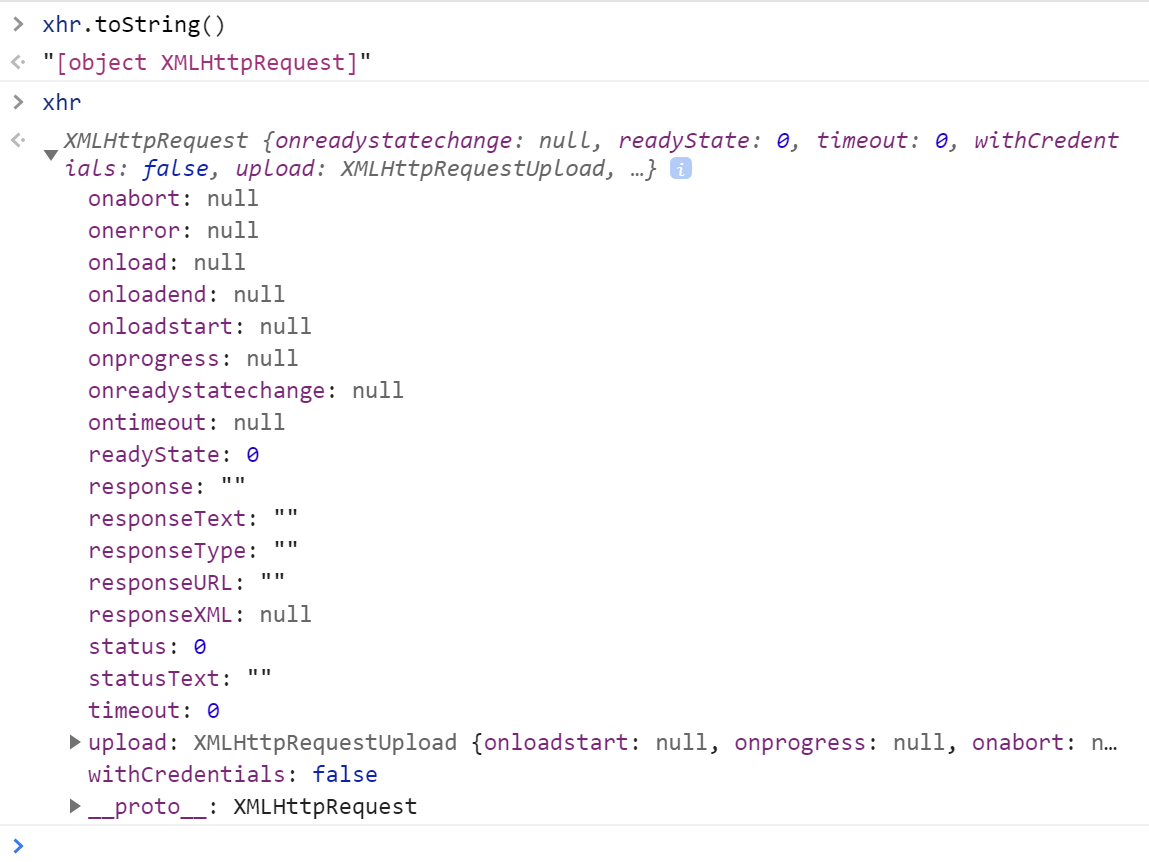 > xhr.toString()
"[object XMLHttpRequest]"
> xhr
XMLHttpRequest {onreadystatechange: null, readyState: 0, timeout: 0, withCredent
ials: false, upload: XMLHttpRequestUpload, …} i
onabort: null
onerror: null
onload: null
onloadend: null
onloadstart: null
onprogress: null
onreadystatechange: null
ontimeout: null
readyState: 0
response: ""
responseText: ""
responseType: ""
responseURL: ""
responseXML: null
status: 0
statusText: ""
timeout: 0
upload: XMLHttpRequestUpload {onloadstart: null, onprogress: null, onabort: n…
withCredentials: false
__proto__: XMLHttpRequest
>